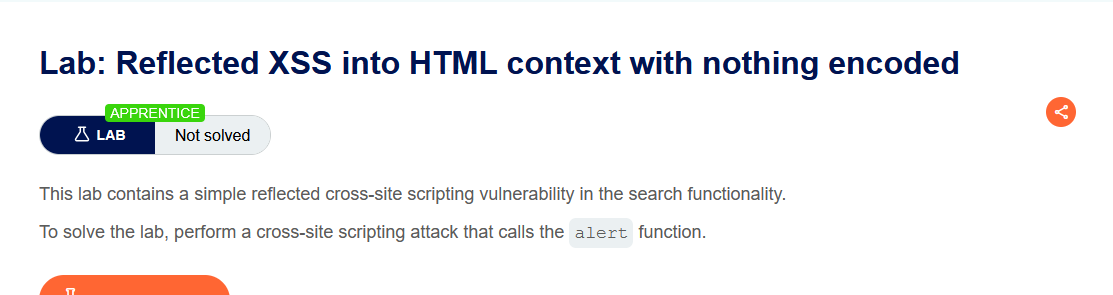 Lab: Reflected XSS into HTML context with nothing encoded
APPRENTICE
LAB Not solved
This lab contains a simple reflected cross-site scripting vulnerability in the search functionality.
To solve the lab, perform a cross-site scripting attack that calls the alert function.